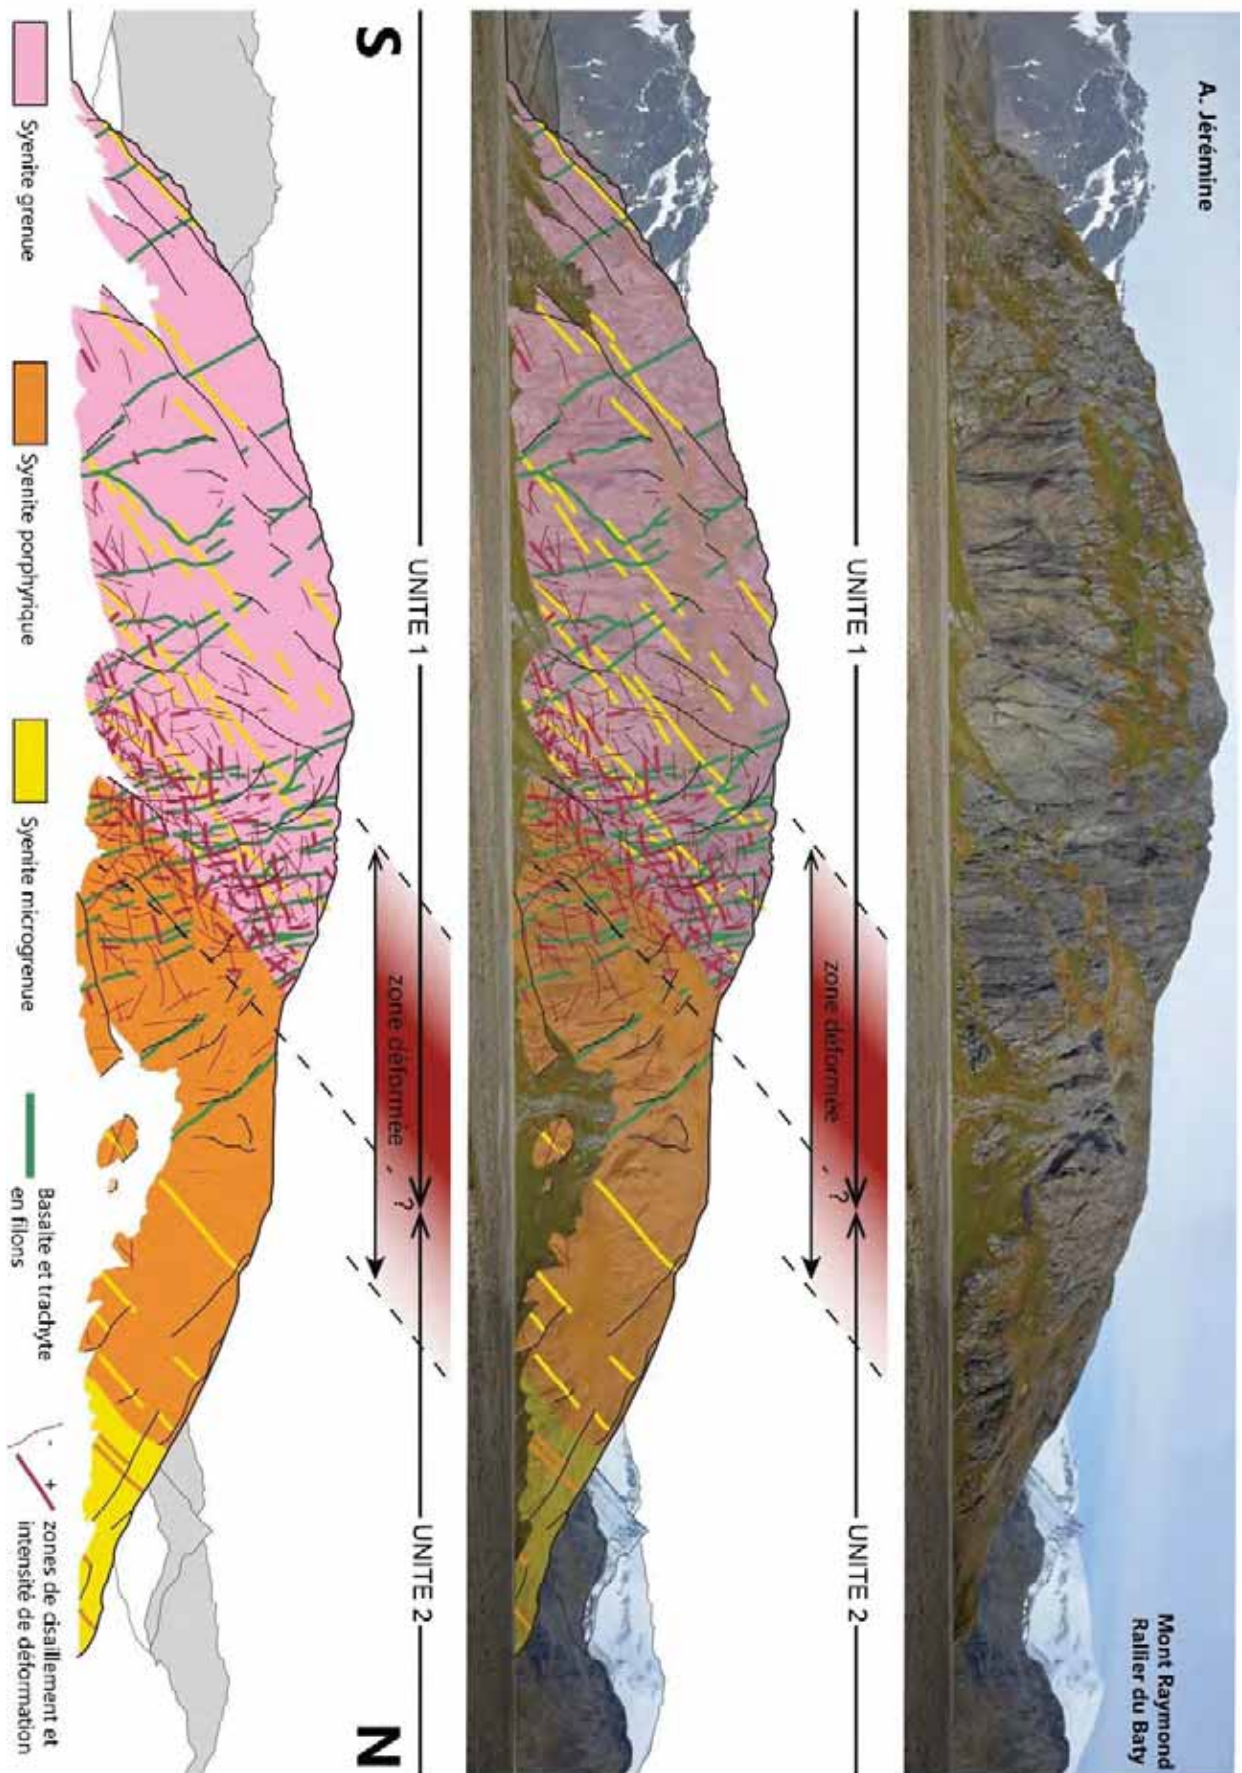 A. Jérémine
Mont Raymond
Rallier du Baty
UNITE 1
UNITE 2
zone déformée
?
S
N
UNITE 1
UNITE 2
zone déformée
?
Syenite grenue
Syenite porphyrique
Syenite microgrenue
Basalte et trachyte
en filons
- +
zones de cisaillement et
intensité de déformation